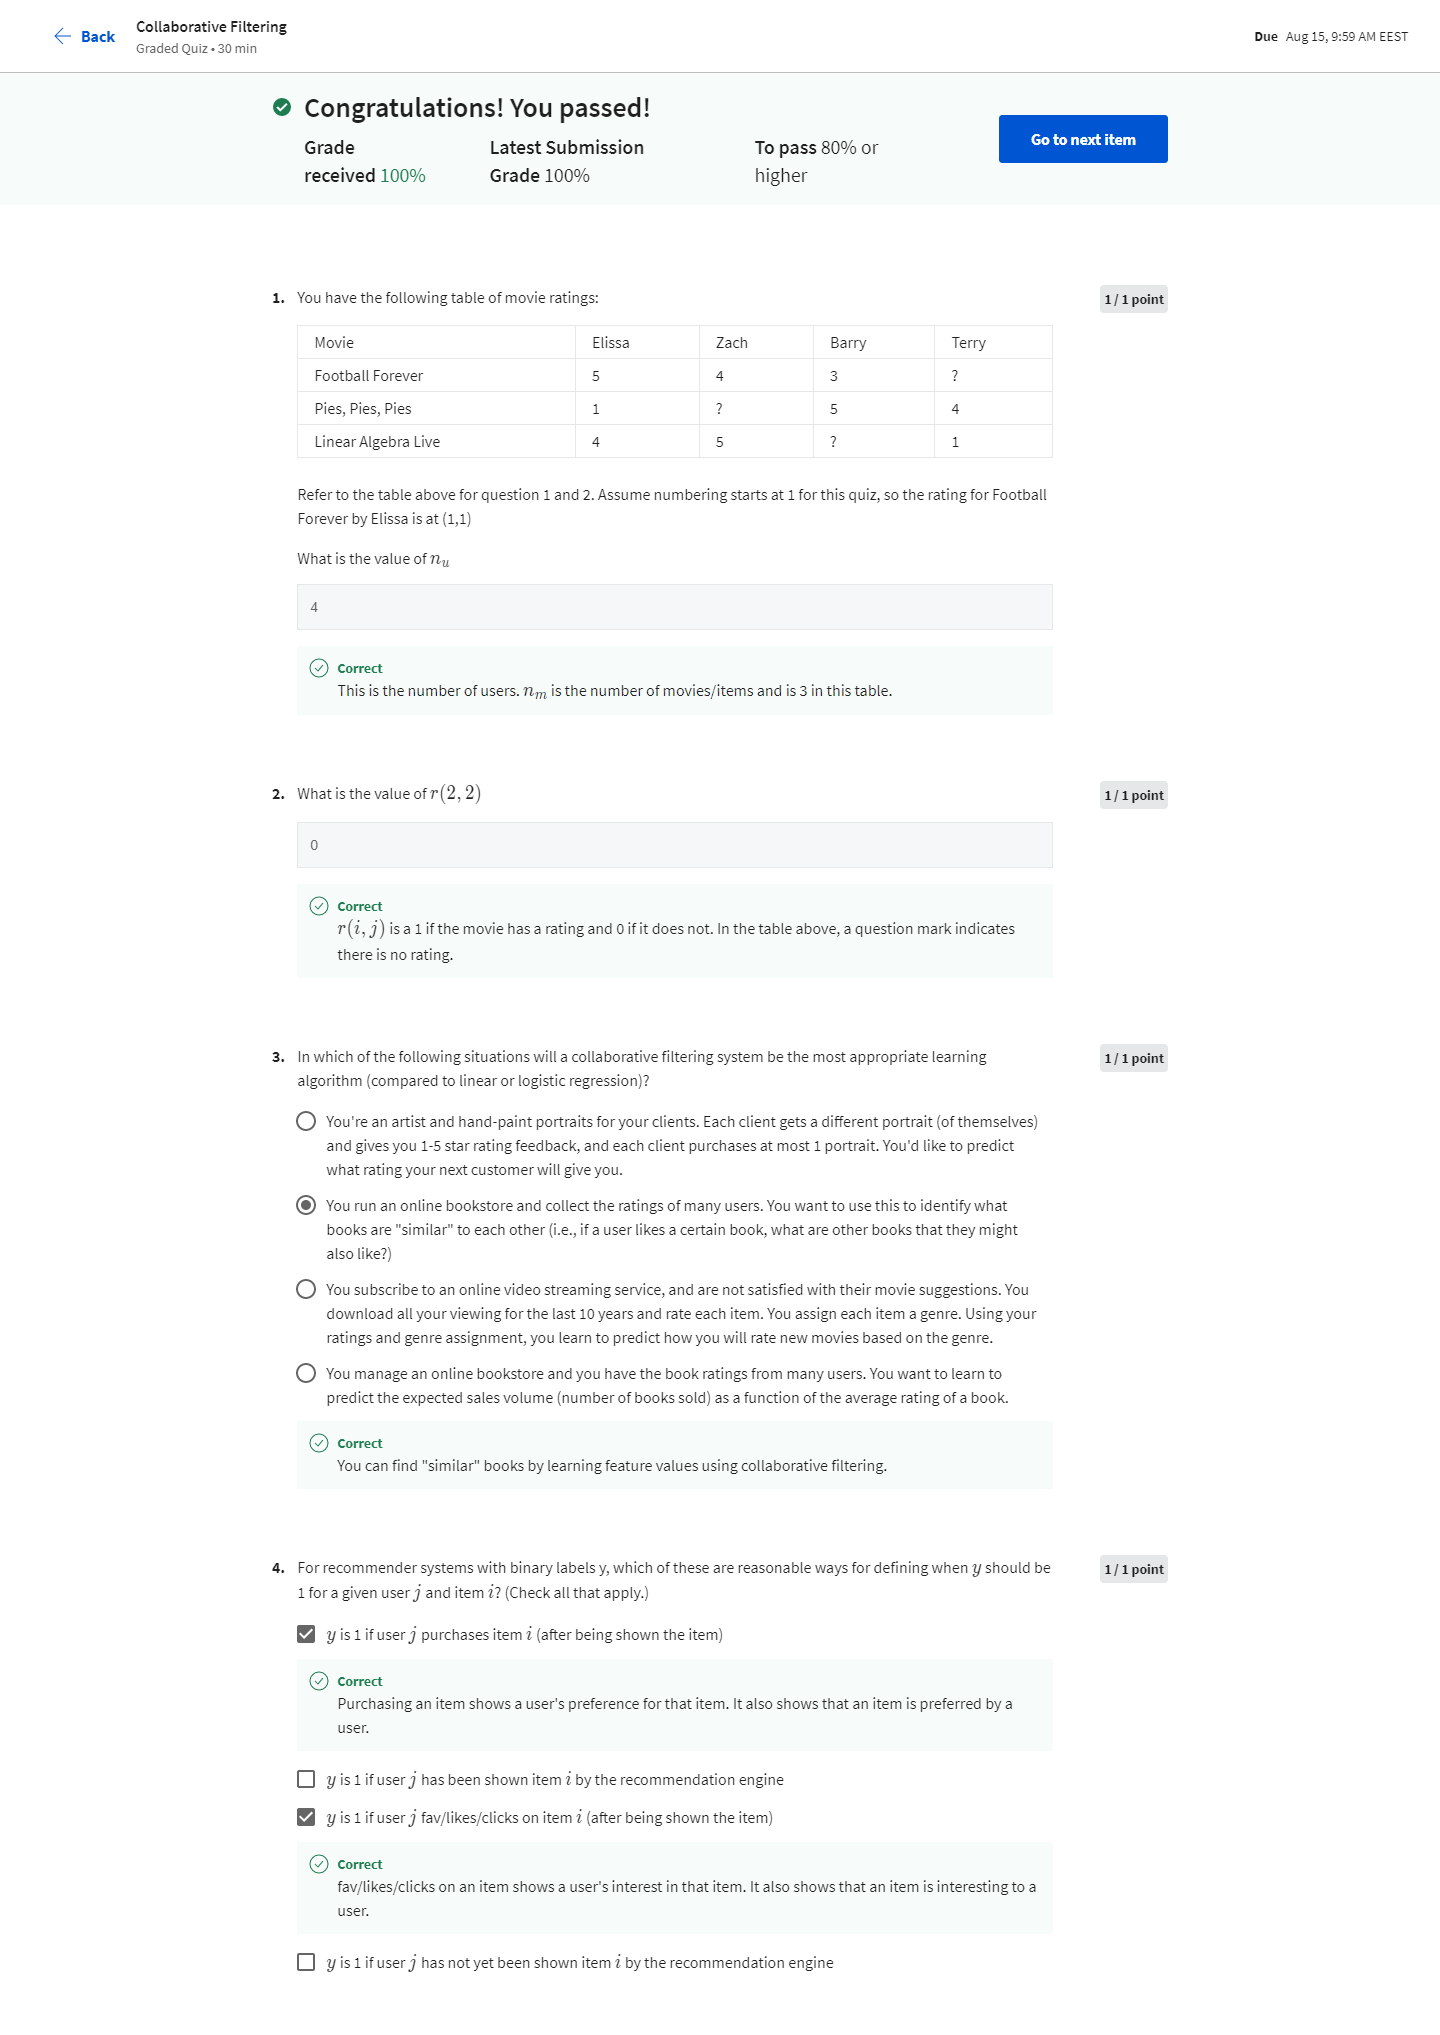 Back
Collaborative Filtering
Graded Quiz • 30 min
Due Aug 15, 9:59 AM EEST
Congratulations! You passed!
Grade
received 100%
Latest Submission
Grade 100%
To pass 80% or
higher
Go to next item
1. You have the following table of movie ratings:
1 / 1 point
Movie Elissa Zach Barry Terry
Football Forever 5 4 3 ?
Pies, Pies, Pies 1 ? 5 4
Linear Algebra Live 4 5 ? 1
Refer to the table above for question 1 and 2. Assume numbering starts at 1 for this quiz, so the rating for Football
Forever by Elissa is at (1,1)
What is the value of n_u
4
Correct
This is the number of users. n_m is the number of movies/items and is 3 in this table.
2. What is the value of r(2, 2)
1 / 1 point
0
Correct
r(i, j) is a 1 if the movie has a rating and 0 if it does not. In the table above, a question mark indicates
there is no rating.
3. In which of the following situations will a collaborative filtering system be the most appropriate learning
algorithm (compared to linear or logistic regression)?
1 / 1 point
You're an artist and hand-paint portraits for your clients. Each client gets a different portrait (of themselves)
and gives you 1-5 star rating feedback, and each client purchases at most 1 portrait. You'd like to predict
what rating your next customer will give you.
You run an online bookstore and collect the ratings of many users. You want to use this to identify what
books are "similar" to each other (i.e., if a user likes a certain book, what are other books that they might
also like?)
You subscribe to an online video streaming service, and are not satisfied with their movie suggestions. You
download all your viewing for the last 10 years and rate each item. You assign each item a genre. Using your
ratings and genre assignment, you learn to predict how you will rate new movies based on the genre.
You manage an online bookstore and you have the book ratings from many users. You want to learn to
predict the expected sales volume (number of books sold) as a function of the average rating of a book.
Correct
You can find "similar" books by learning feature values using collaborative filtering.
4. For recommender systems with binary labels y, which of these are reasonable ways for defining when y should be
1 for a given user j and item i? (Check all that apply.)
1 / 1 point
y is 1 if user j purchases item i (after being shown the item)
Correct
Purchasing an item shows a user's preference for that item. It also shows that an item is preferred by a
user.
y is 1 if user j has been shown item i by the recommendation engine
y is 1 if user j fav/likes/clicks on item i (after being shown the item)
Correct
fav/likes/clicks on an item shows a user's interest in that item. It also shows that an item is interesting to a
user.
y is 1 if user j has not yet been shown item i by the recommendation engine